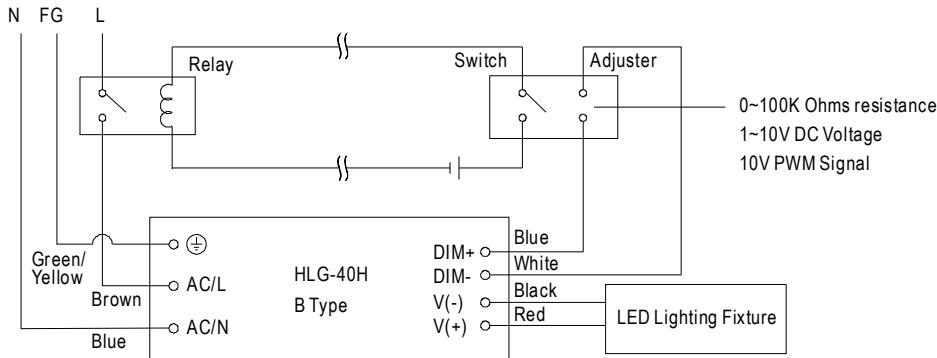 N FG L
Relay
Switch
Adjuster
0~100K Ohms resistance
1~10V DC Voltage
10V PWM Signal
Green/
Yellow
Brown
Blue
AC/L
AC/N
HLG-40H
B Type
DIM+
DIM-
V(-)
V(+)
Blue
White
Black
Red
LED Lighting Fixture